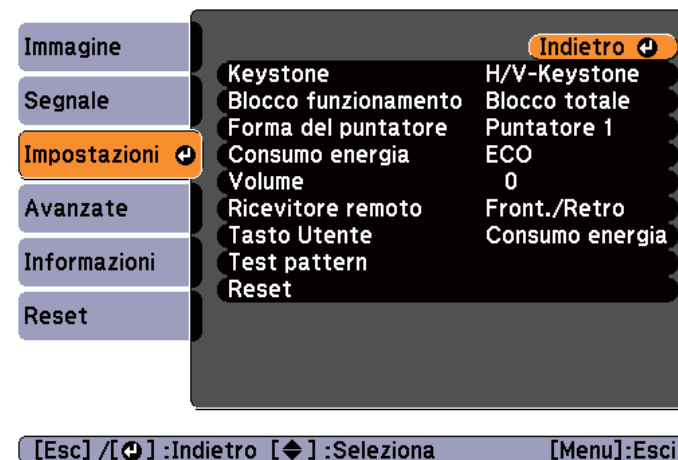 Immagine
Segnale
Impostazioni
Avanzate
Informazioni
Reset
Indietro
Keystone H/V-Keystone
Blocco funzionamento Blocco totale
Forma del puntatore Puntatore 1
Consumo energia ECO
Volume 0
Ricevitore remoto Front./Retro
Tasto Utente Consumo energia
Test pattern
Reset
[Esc] /[⏎] :Indietro [◆] :Seleziona [Menu]:Esci